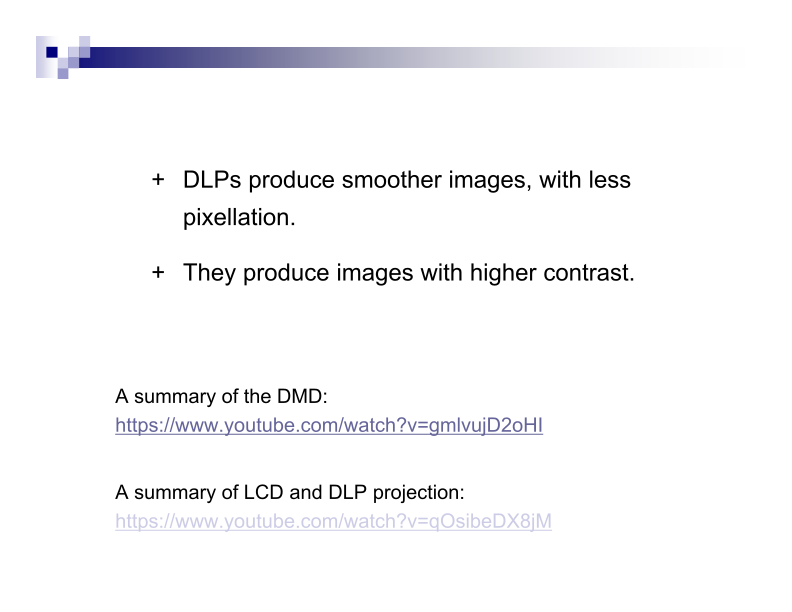 + DLPs produce smoother images, with less
pixellation.
+ They produce images with higher contrast.
A summary of the DMD:
https://www.youtube.com/watch?v=gmlvujD2oHI
A summary of LCD and DLP projection:
https://www.youtube.com/watch?v=qOsibeDX8jM